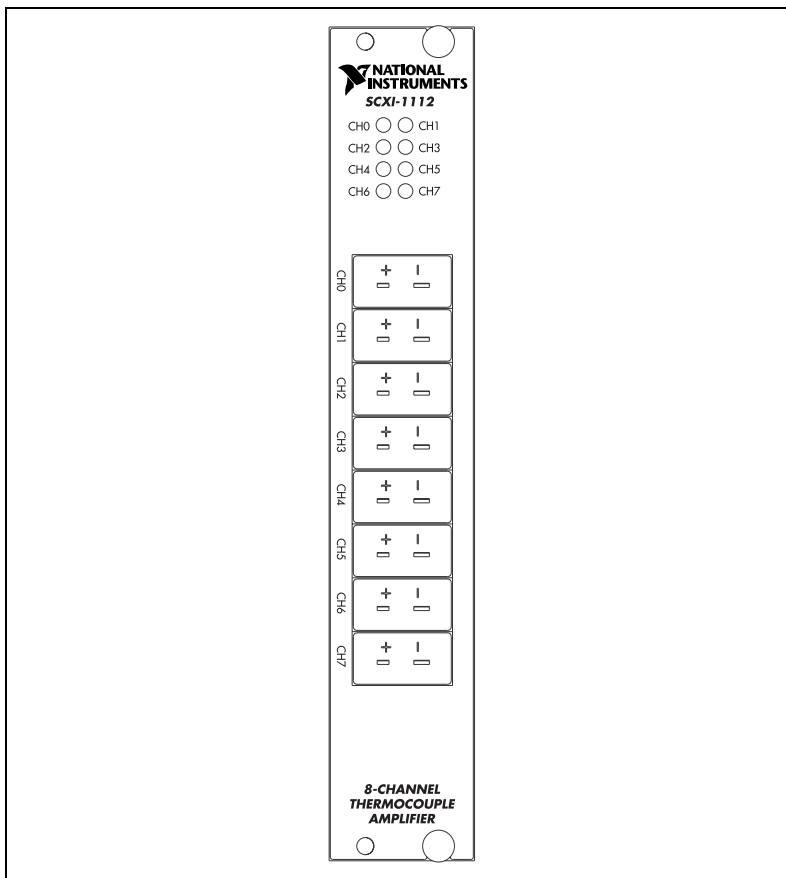 NATIONAL
INSTRUMENTS
SCXI-1112
CH0 CH1
CH2 CH3
CH4 CH5
CH6 CH7
CH0 + -
CH1 + -
CH2 + -
CH3 + -
CH4 + -
CH5 + -
CH6 + -
CH7 + -
8-CHANNEL
THERMOCOUPLE
AMPLIFIER